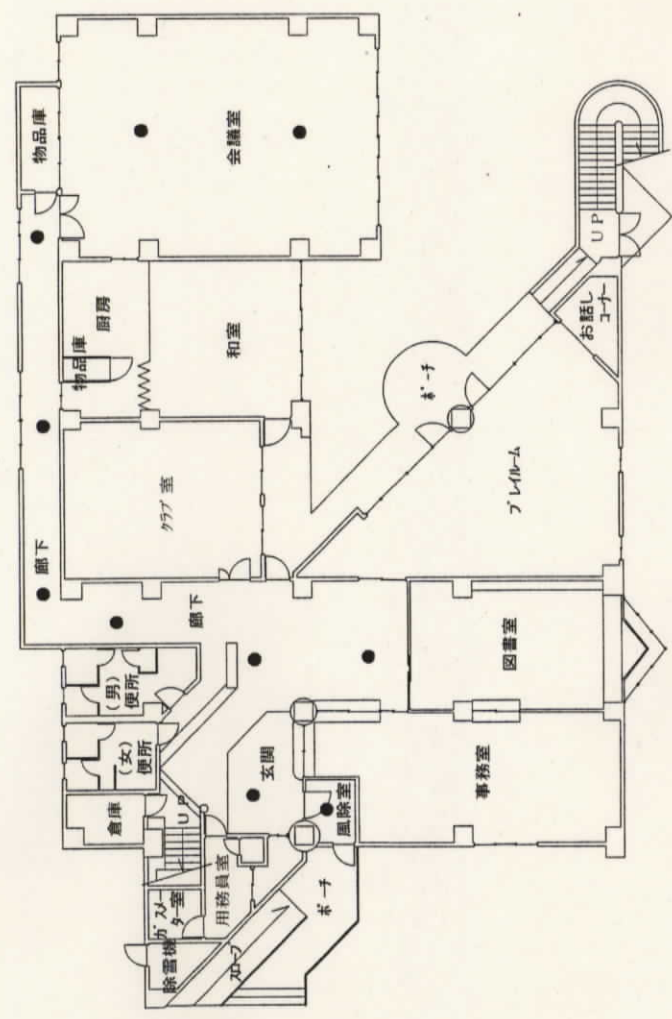 物品庫
会議室
物品庫
厨房
和室
UP
お話し
コーナー
ポーチ
プレイルーム
クラブ室
廊下
廊下
図書室
(男)
便所
(女)
便所
倉庫
UP
玄関
風除室
事務室
用務員室
ガスメー
ター室
除雪機
スロープ
ポーチ